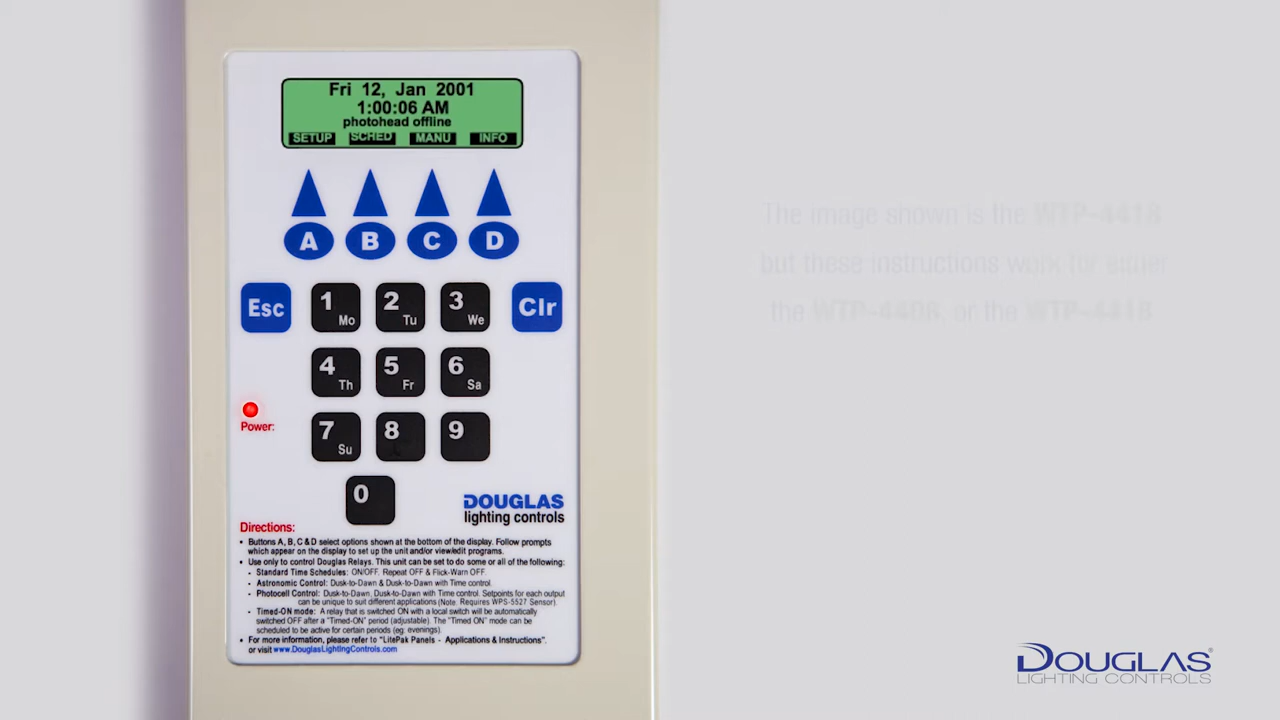 Fri 12, Jan 2001
1:00:06 AM
photohead offline
SETUP SCHED MANU INFO
A B C D
Esc 1 Mo 2 Tu 3 We Clr
4 Th 5 Fr 6 Sa
Power:
7 Su 8 9
0
DOUGLAS
lighting controls
Directions:
• Buttons A, B, C & D select options shown at the bottom of the display. Follow prompts
which appear on the display to set up the unit and/or view/edit programs.
• Use only to control Douglas Relays. This unit can be set to do some or all of the following:
• Standard Time Schedules: ON/OFF, Repeat OFF & Flick-Warn OFF.
• Astronomic Control: Dusk-to-Dawn & Dusk-to-Dawn with Time control.
• Photocell Control: Dusk-to-Dawn, Dusk-to-Dawn with Time control. Setpoints for each output
can be unique to suit different applications (Note. Requires WPS-5527 Sensor).
• Timed-ON mode: A relay that is switched ON with a local switch will be automatically
switched OFF after a "Timed-ON" period (adjustable). The "Timed ON" mode can be
scheduled to be active for certain periods (eg: evenings).
• For more information, please refer to "LitePak Panels - Applications & Instructions".
or visit www.DouglasLightingControls.com
The image shown is the WTP-4418
but these instructions work for either
the WTP-4408, or the WTP-4418
DOUGLAS®
LIGHTING CONTROLS